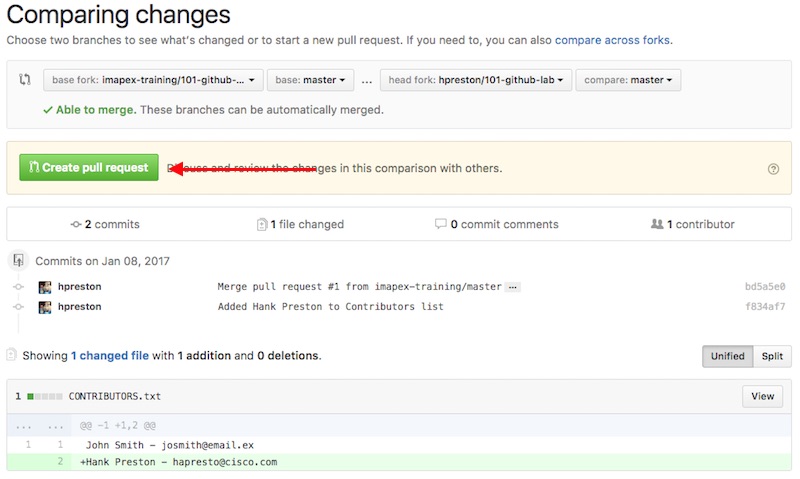 Comparing changes
Choose two branches to see what's changed or to start a new pull request. If you need to, you can also compare across forks.
base fork: imapex-training/101-github-... base: master ... head fork: hpreston/101-github-lab compare: master
Able to merge. These branches can be automatically merged.
Create pull request Discuss and review the changes in this comparison with others.
2 commits 1 file changed 0 commit comments 1 contributor
Commits on Jan 08, 2017
hpreston Merge pull request #1 from imapex-training/master ... bd5a5e0
hpreston Added Hank Preston to Contributors list f834af7
Showing 1 changed file with 1 addition and 0 deletions. Unified Split
1 CONTRIBUTORS.txt View
... ... @@ -1 +1,2 @@
1 1 John Smith - josmith@email.ex
2 +Hank Preston - hapresto@cisco.com